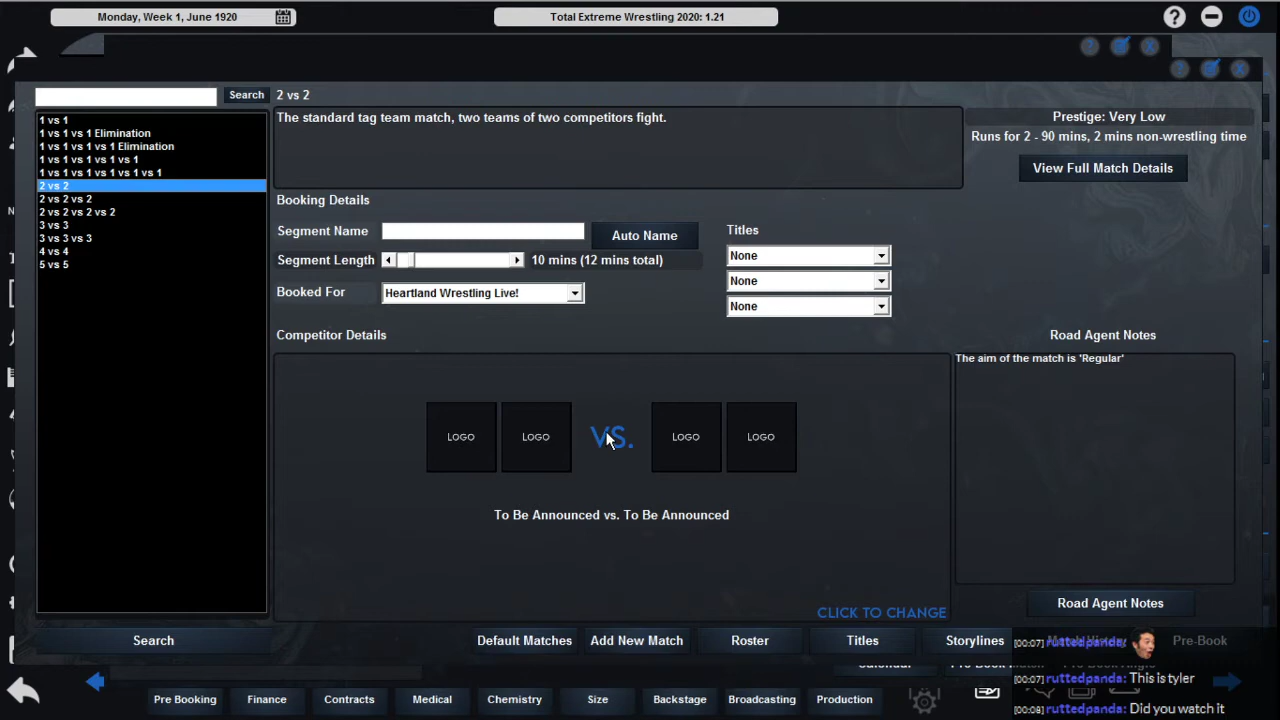 Monday, Week 1, June 1920
Total Extreme Wrestling 2020: 1.21
Search
2 vs 2
1 vs 1
1 vs 1 vs 1 Elimination
1 vs 1 vs 1 vs 1 Elimination
1 vs 1 vs 1 vs 1 vs 1
1 vs 1 vs 1 vs 1 vs 1 vs 1
2 vs 2
2 vs 2 vs 2
2 vs 2 vs 2 vs 2
3 vs 3
3 vs 3 vs 3
4 vs 4
5 vs 5
The standard tag team match, two teams of two competitors fight.
Prestige: Very Low
Runs for 2 - 90 mins, 2 mins non-wrestling time
View Full Match Details
Booking Details
Segment Name
Auto Name
Segment Length
10 mins (12 mins total)
Booked For
Heartland Wrestling Live!
Titles
None
None
None
Competitor Details
Road Agent Notes
The aim of the match is 'Regular'
LOGO LOGO VS. LOGO LOGO
To Be Announced vs. To Be Announced
CLICK TO CHANGE
Road Agent Notes
Search
Default Matches
Add New Match
Roster
Titles
Storylines
Pre-Book
[00:07] ruttedpanda:
[00:07] ruttedpanda: This is tyler
[00:08] ruttedpanda: Did you watch it
Calendar
Pre Booking
Finance
Contracts
Medical
Chemistry
Size
Backstage
Broadcasting
Production